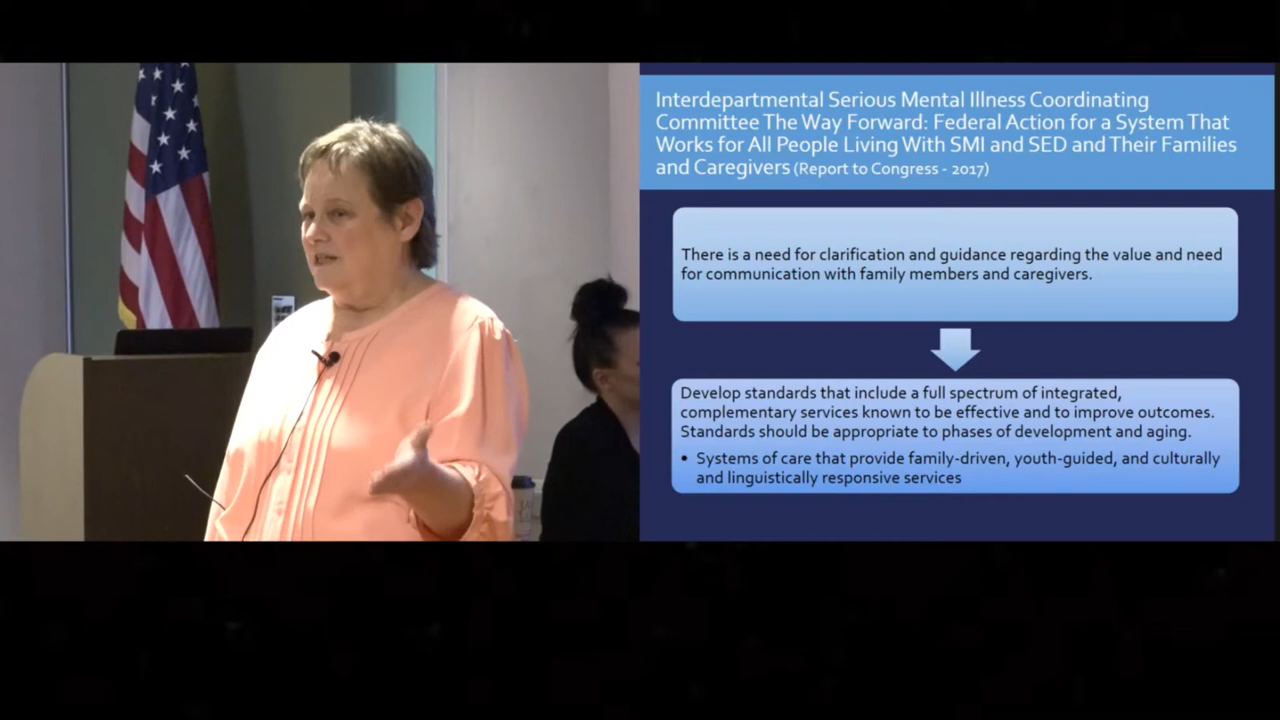 Interdepartmental Serious Mental Illness Coordinating
Committee The Way Forward: Federal Action for a System That
Works for All People Living With SMI and SED and Their Families
and Caregivers (Report to Congress - 2017)
There is a need for clarification and guidance regarding the value and need
for communication with family members and caregivers.
Develop standards that include a full spectrum of integrated,
complementary services known to be effective and to improve outcomes.
Standards should be appropriate to phases of development and aging.
• Systems of care that provide family-driven, youth-guided, and culturally
and linguistically responsive services